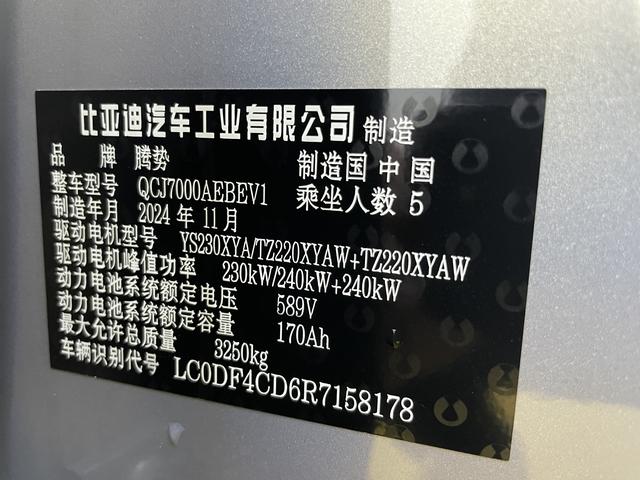 比亚迪汽车工业有限公司 制造
品 牌 腾势 制造国 中国
整车型号 QCJ7000AEBEV1 乘坐人数 5
制造年月 2024 年 11 月
驱动电机型号 YS230XYA/TZ220XYAW+TZ220XYAW
驱动电机峰值功率 230kW/240kW+240kW
动力电池系统额定电压 589V
动力电池系统额定容量 170Ah
最大允许总质量 3250kg
车辆识别代号 LC0DF4CD6R7158178